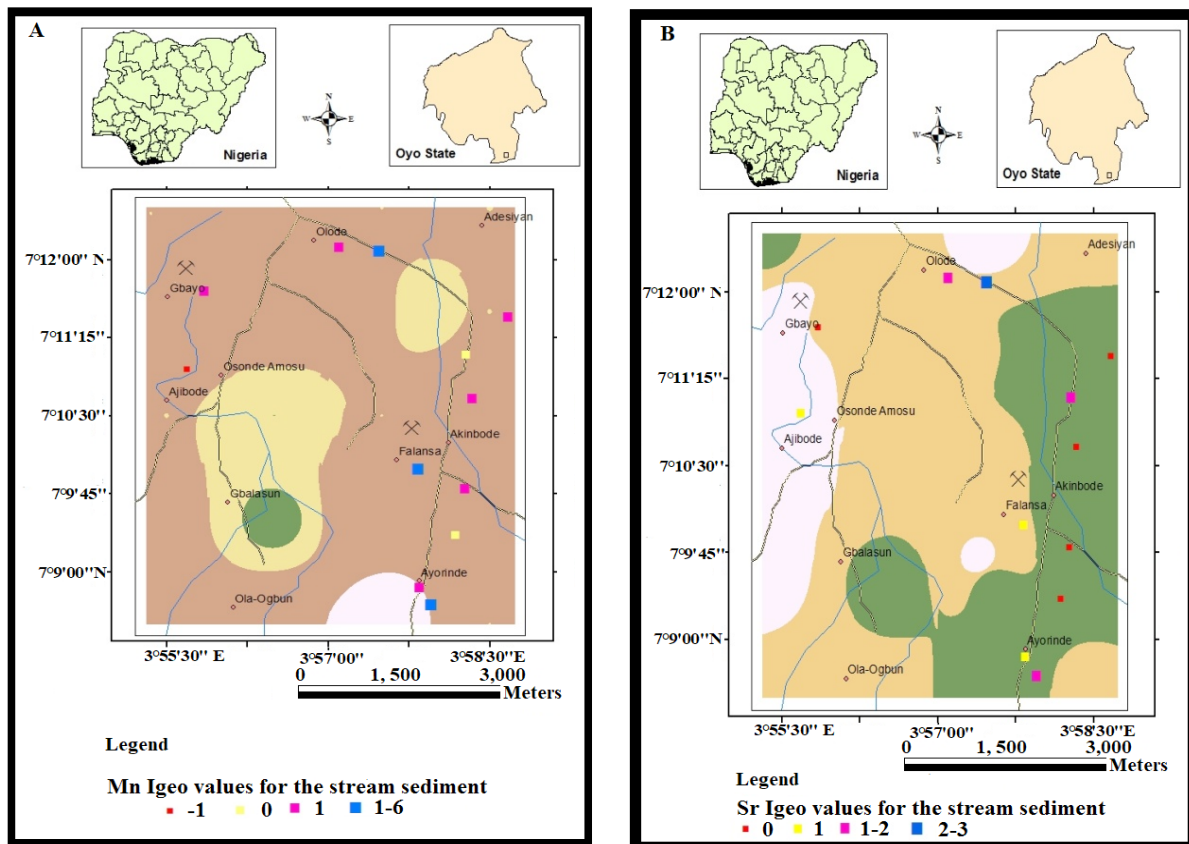 A
Nigeria
N
W E
S
Oyo State
Adesiyan
Olode
7°12'00'' N
Gbayo
7°11'15''
Osonde Amosu
Ajibode
7°10'30''
Akinbode
Falansa
7°9'45''
Gbalasun
7°9'00''N
Ayorinde
Ola-Ogbun
3°55'30'' E 3°57'00'' 3°58'30''E
0 1, 500 3,000
Meters
Legend
Mn Igeo values for the stream sediment
-1 0 1 1-6
B
Nigeria
N
W E
S
Oyo State
Adesiyan
Olode
7°12'00'' N
Gbayo
7°11'15''
Osonde Amosu
Ajibode
7°10'30''
Akinbode
Falansa
7°9'45''
Gbalasun
7°9'00''N
Ayorinde
Ola-Ogbun
3°55'30'' E 3°57'00'' 3°58'30''E
0 1, 500 3,000
Meters
Legend
Sr Igeo values for the stream sediment
0 1 1-2 2-3